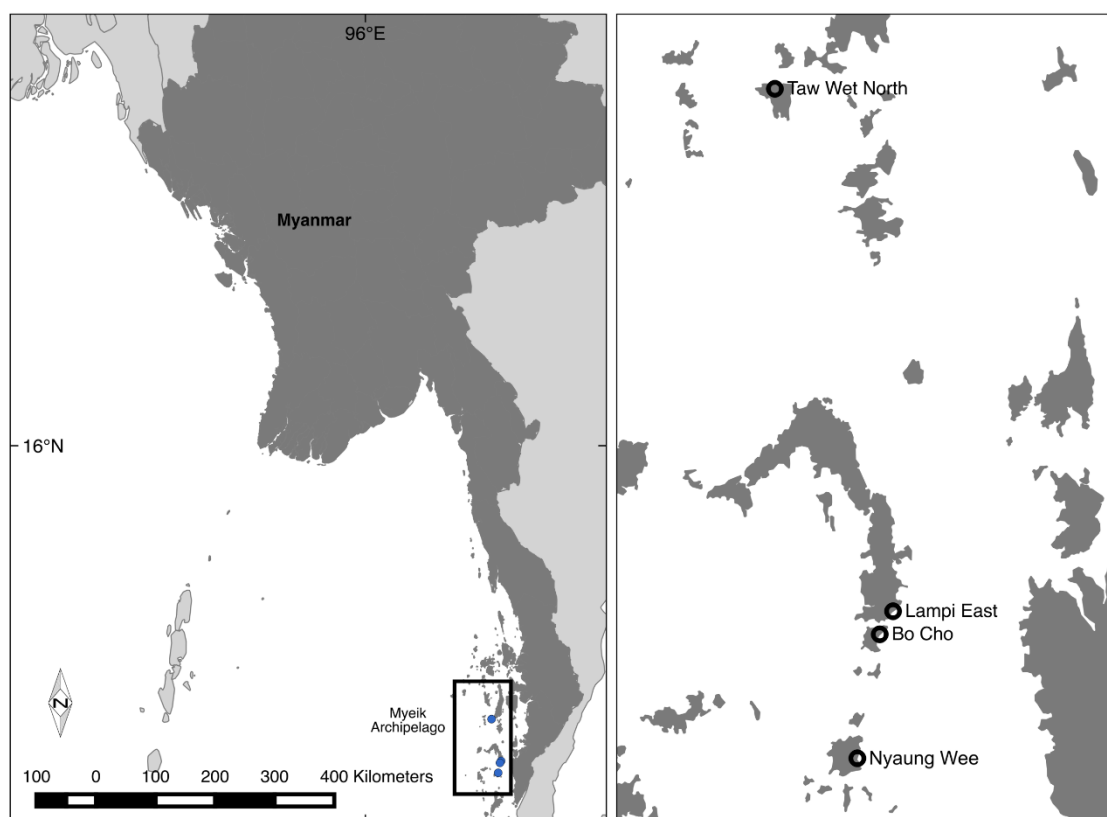 96°E
Myanmar
16°N
Myeik
Archipelago
N
100 0 100 200 300 400 Kilometers
Taw Wet North
Lampi East
Bo Cho
Nyaung Wee